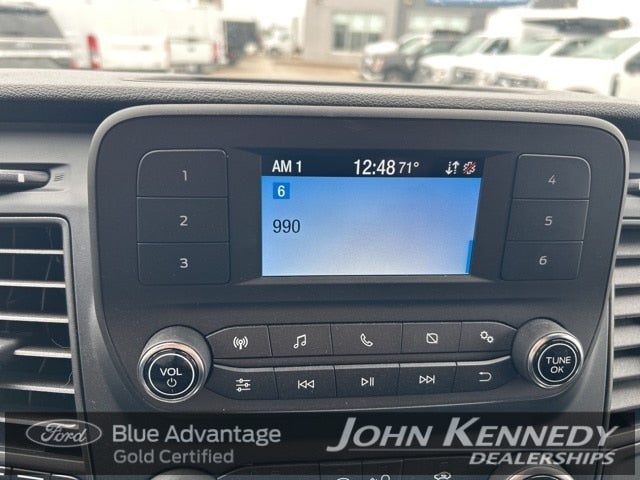 AM 1 12:48 71°
6
990
1
2
3
4
5
6
VOL
TUNE
OK
Ford
Blue Advantage
Gold Certified
JOHN KENNEDY
DEALERSHIPS